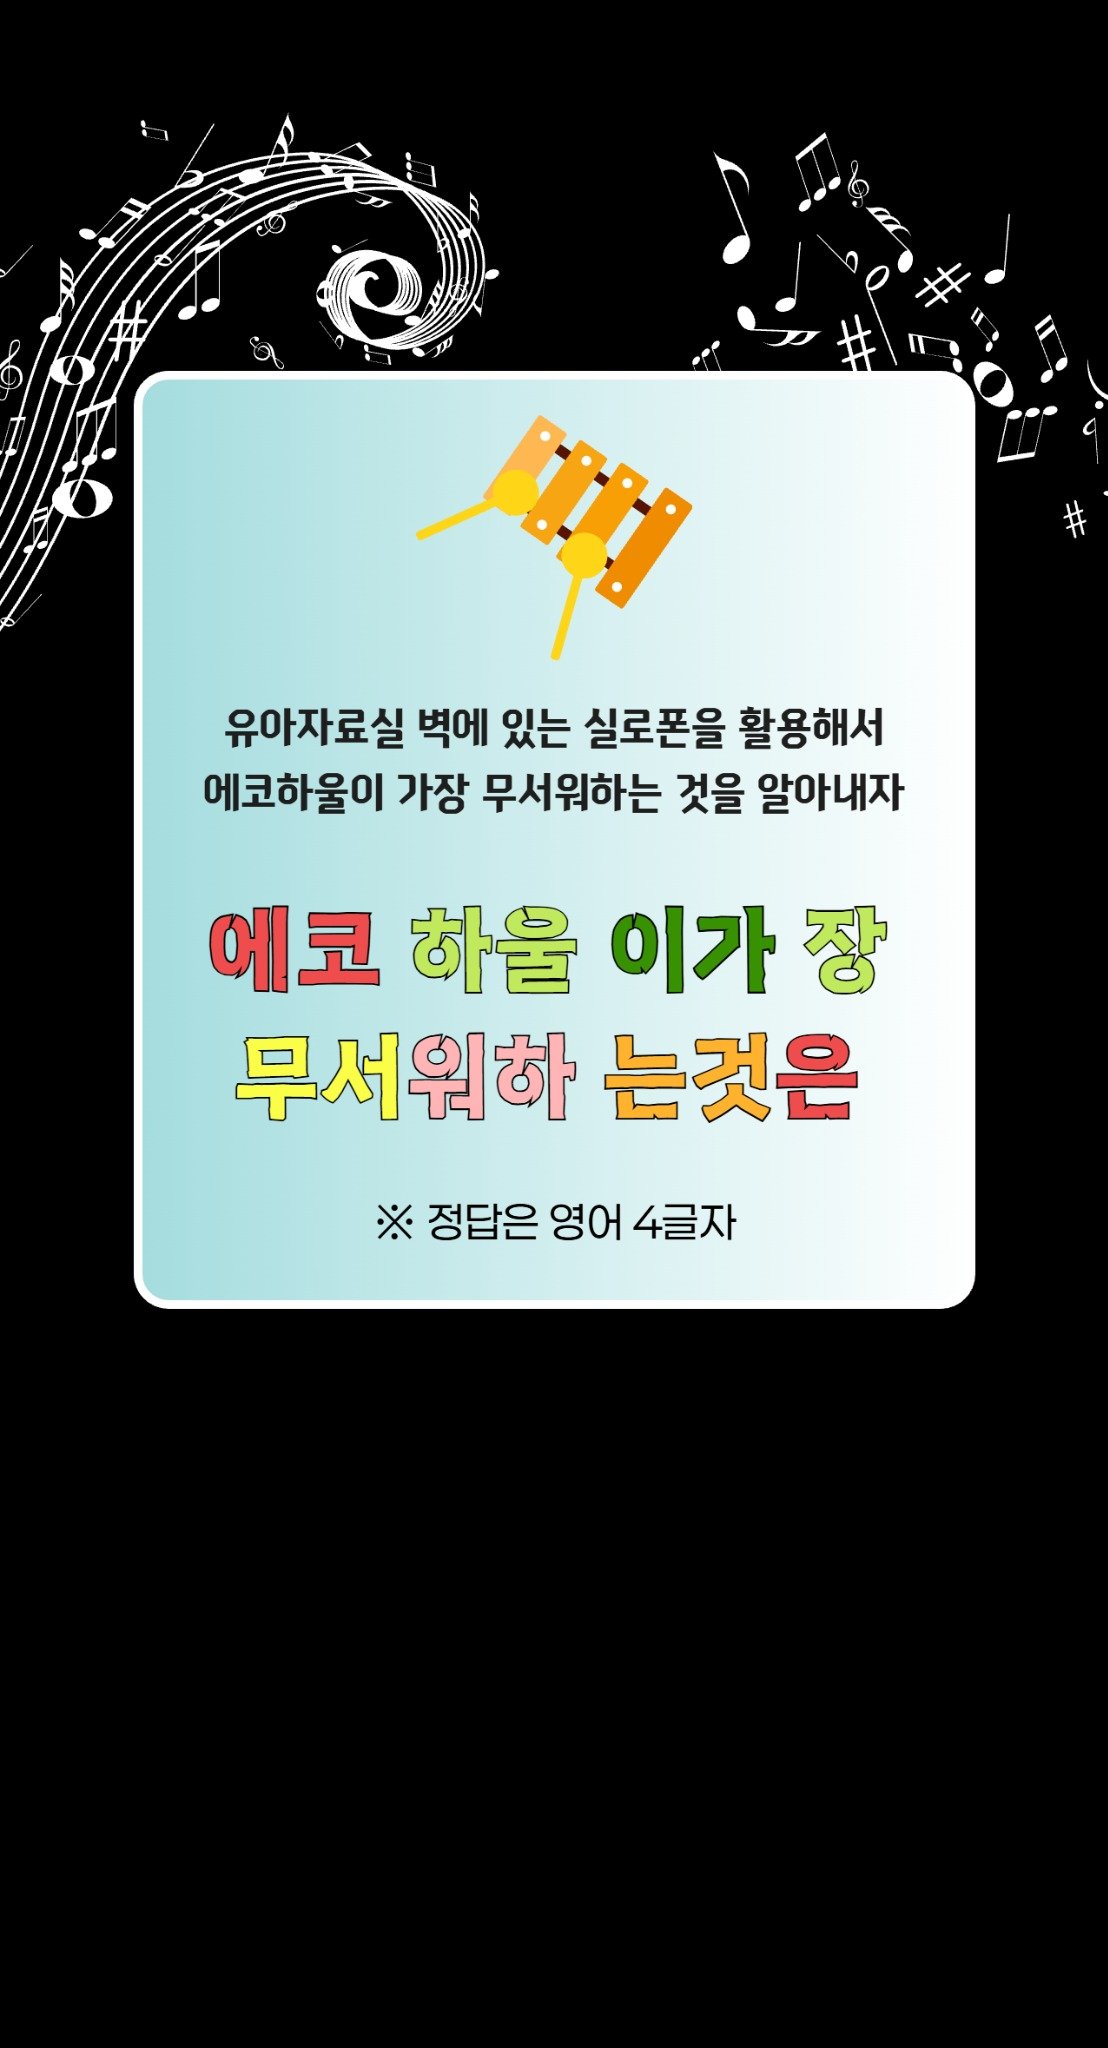 유아자료실 벽에 있는 실로폰을 활용해서
에코하울이 가장 무서워하는 것을 알아내자
에코 하울 이가 장
무서워하 는것은
※ 정답은 영어 4글자